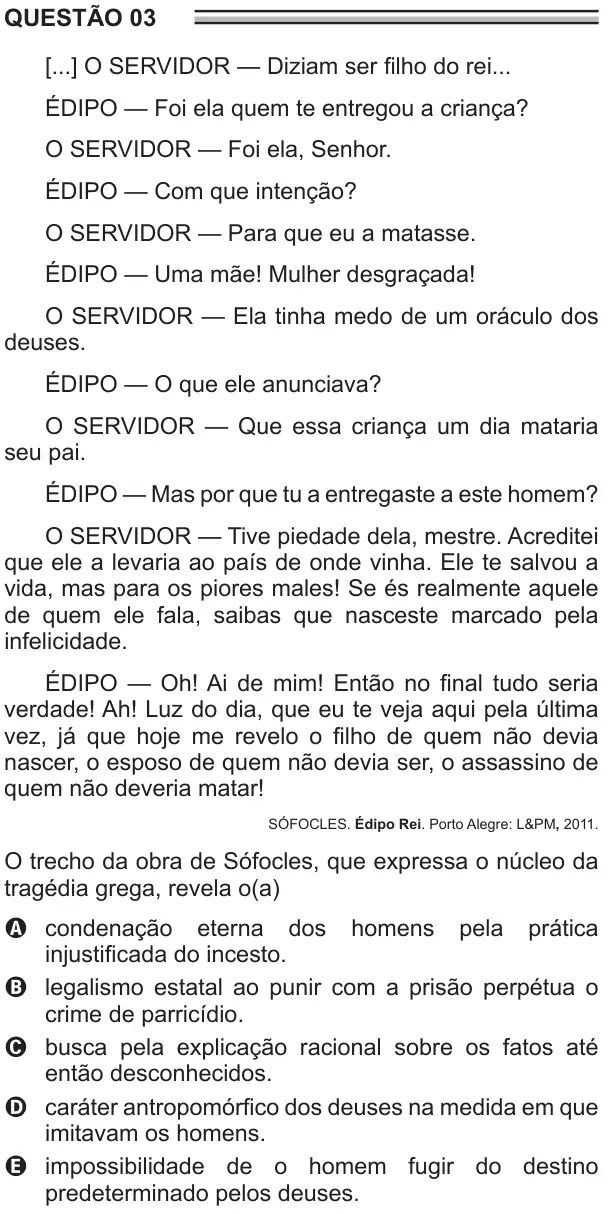 QUESTÃO 03
[...] O SERVIDOR — Diziam ser filho do rei...
ÉDIPO — Foi ela quem te entregou a criança?
O SERVIDOR — Foi ela, Senhor.
ÉDIPO — Com que intenção?
O SERVIDOR — Para que eu a matasse.
ÉDIPO — Uma mãe! Mulher desgraçada!
O SERVIDOR — Ela tinha medo de um oráculo dos
deuses.
ÉDIPO — O que ele anunciava?
O SERVIDOR — Que essa criança um dia mataria
seu pai.
ÉDIPO — Mas por que tu a entregaste a este homem?
O SERVIDOR — Tive piedade dela, mestre. Acreditei
que ele a levaria ao país de onde vinha. Ele te salvou a
vida, mas para os piores males! Se és realmente aquele
de quem ele fala, saibas que nasceste marcado pela
infelicidade.
ÉDIPO — Oh! Ai de mim! Então no final tudo seria
verdade! Ah! Luz do dia, que eu te veja aqui pela última
vez, já que hoje me revelo o filho de quem não devia
nascer, o esposo de quem não devia ser, o assassino de
quem não deveria matar!
SÓFOCLES. Édipo Rei. Porto Alegre: L&PM, 2011.
O trecho da obra de Sófocles, que expressa o núcleo da
tragédia grega, revela o(a)
A condenação eterna dos homens pela prática
injustificada do incesto.
B legalismo estatal ao punir com a prisão perpétua o
crime de parricídio.
C busca pela explicação racional sobre os fatos até
então desconhecidos.
D caráter antropomórfico dos deuses na medida em que
imitavam os homens.
E impossibilidade de o homem fugir do destino
predeterminado pelos deuses.